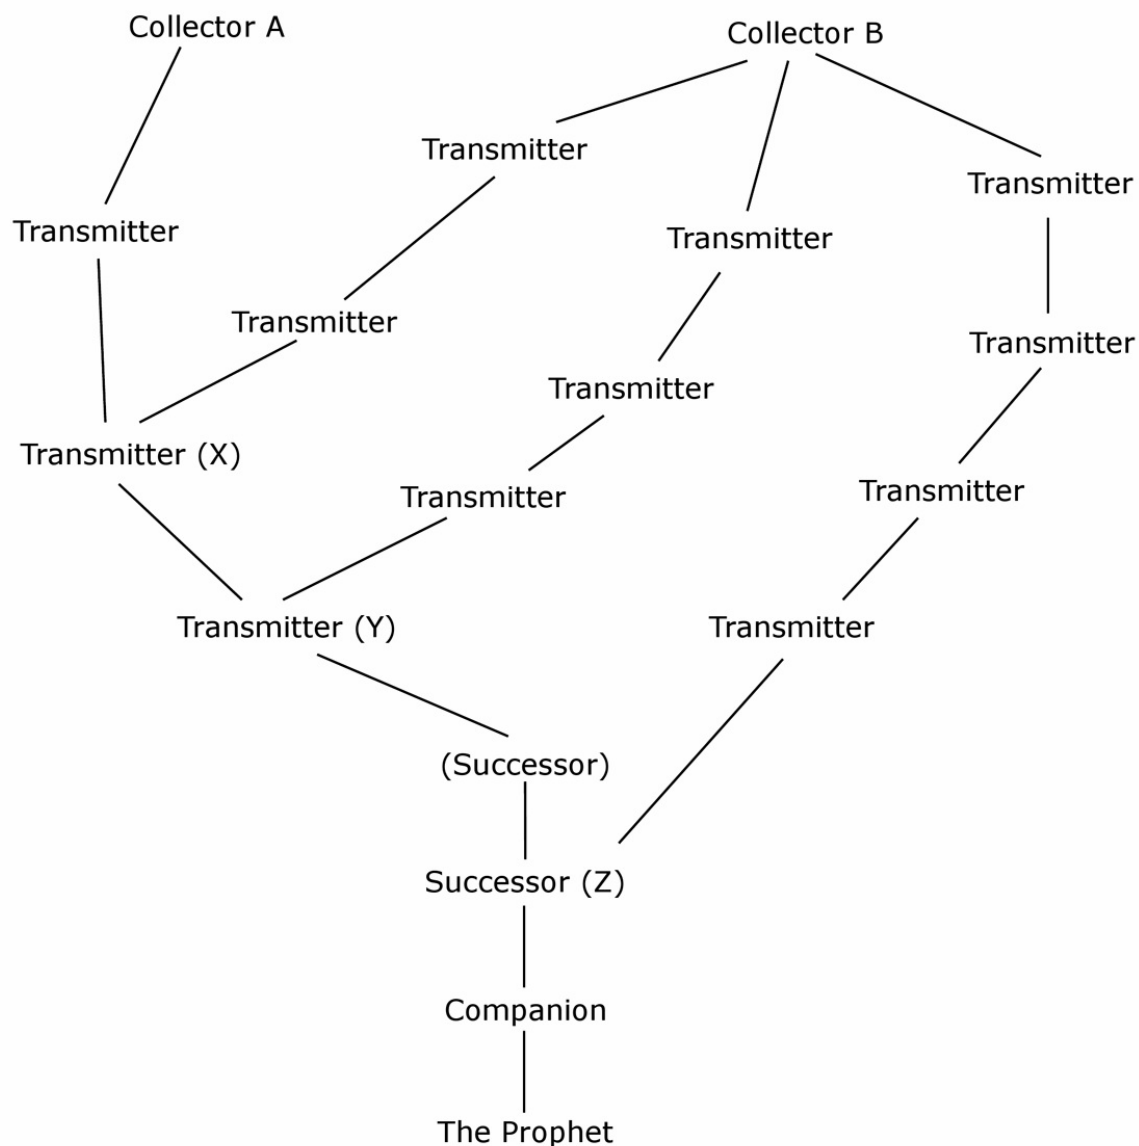 Collector A
Collector B
Transmitter
Transmitter
Transmitter
Transmitter
Transmitter
Transmitter
Transmitter
Transmitter (X)
Transmitter
Transmitter
Transmitter (Y)
Transmitter
(Successor)
Successor (Z)
Companion
The Prophet